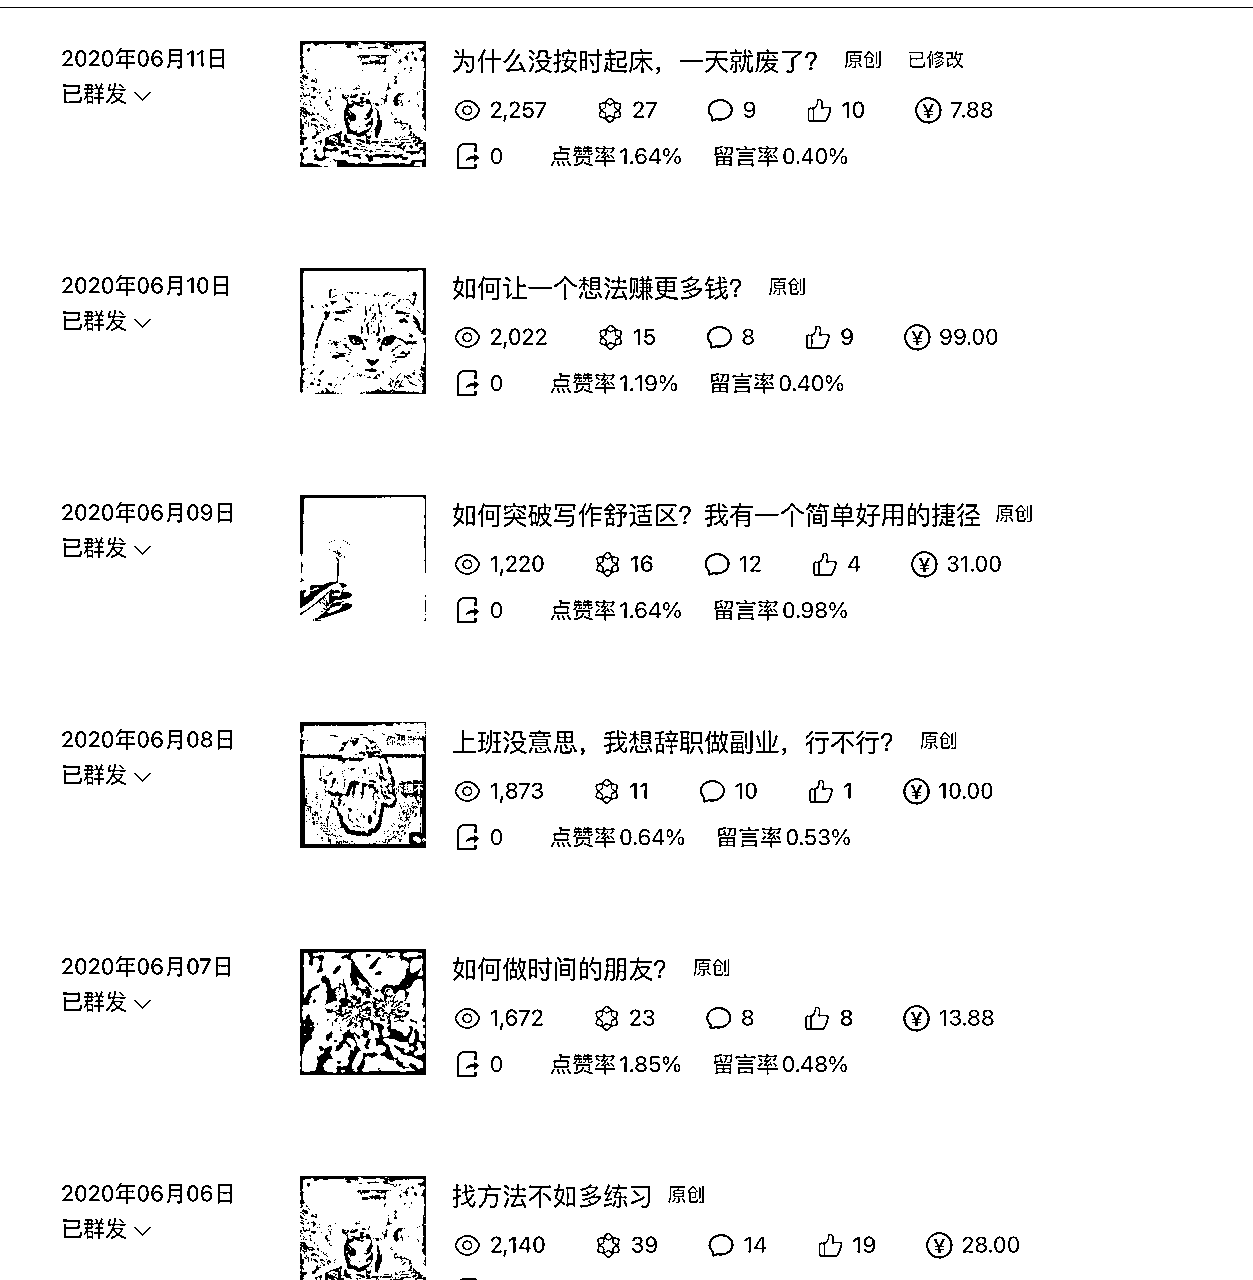 2020年06月11日
已群发
为什么没按时起床，一天就废了？ 原创 已修改
2,257 27 9 10 7.88
0 点赞率1.64% 留言率0.40%
2020年06月10日
已群发
如何让一个想法赚更多钱？ 原创
2,022 15 8 9 99.00
0 点赞率1.19% 留言率0.40%
2020年06月09日
已群发
如何突破写作舒适区？我有一个简单好用的捷径 原创
1,220 16 12 4 31.00
0 点赞率1.64% 留言率0.98%
2020年06月08日
已群发
上班没意思，我想辞职做副业，行不行？ 原创
1,873 11 10 1 10.00
0 点赞率0.64% 留言率0.53%
2020年06月07日
已群发
如何做时间的朋友？ 原创
1,672 23 8 8 13.88
0 点赞率1.85% 留言率0.48%
2020年06月06日
已群发
找方法不如多练习 原创
2,140 39 14 19 28.00